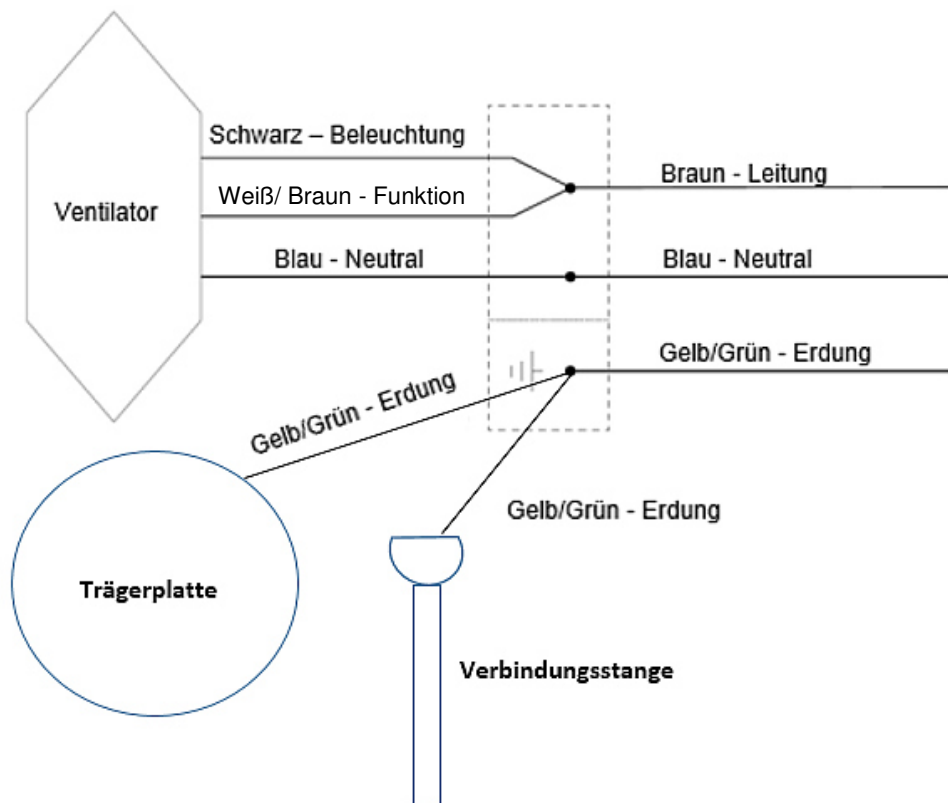 Schwarz – Beleuchtung
Braun - Leitung
Weiß/ Braun - Funktion
Ventilator
Blau - Neutral
Blau - Neutral
Gelb/Grün - Erdung
Gelb/Grün - Erdung
Gelb/Grün - Erdung
Trägerplatte
Verbindungsstange